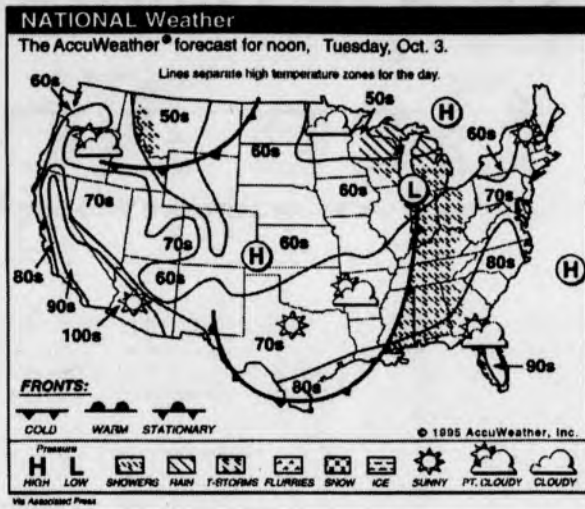 NATIONAL Weather
The AccuWeather® forecast for noon, Tuesday, Oct. 3.
Lines separate high temperature zones for the day.
60s
50s
50s
H
60s
60s
60s
L
70s
70s
70s
H
60s
80s
H
60s
80s
90s
100s
70s
90s
80s
FRONTS:
COLD WARM STATIONARY
© 1995 AccuWeather, Inc.
Pressure
H L
HIGH LOW SHOWERS RAIN T-STORMS FLURRIES SNOW ICE SUNNY PT. CLOUDY CLOUDY
Via Associated Press